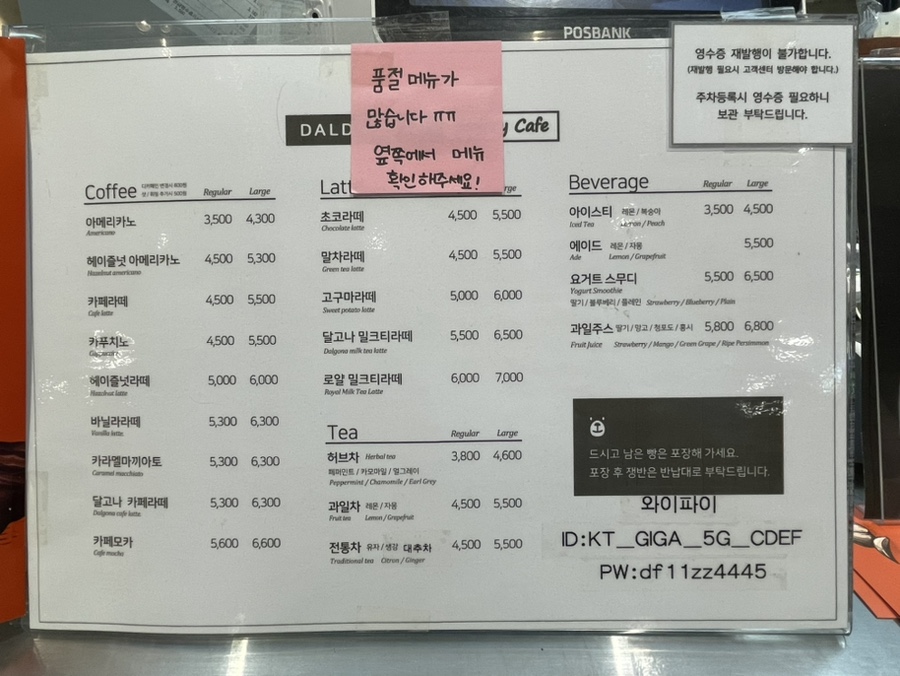 POSBANK
영수증 재발행이 불가합니다.
(재발행 필요시 고객센터 방문해야 합니다.)
주차등록시 영수증 필요하니
보관 부탁드립니다.
품절 메뉴가
많습니다 ㅠㅠ
옆쪽에서 메뉴
확인해주세요!
DALD
y Cafe
Coffee 디카페인 변경시 800원 Regular Large
샷 / 휘핑 추가시 500원
아메리카노 3,500 4,300
Americano
헤이즐넛 아메리카노 4,500 5,300
Hazelnut americano
카페라떼 4,500 5,500
Cafe latte
카푸치노 4,500 5,500
헤이즐넛라떼 5,000 6,000
Hazelnut latte
바닐라라떼 5,300 6,300
Vanilla latte
카라멜마끼아토 5,300 6,300
Caramel macchiato
달고나 카페라떼 5,300 6,300
Dalgona cafe latte
카페모카 5,600 6,600
Cafe mocha
Latt Large
초코라떼 4,500 5,500
Chocolate latte
말차라떼 4,500 5,500
Green tea latte
고구마라떼 5,000 6,000
Sweet potato latte
달고나 밀크티라떼 5,500 6,500
Dalgona milk tea latte
로얄 밀크티라떼 6,000 7,000
Royal Milk Tea Latte
Tea Regular Large
허브차 Herbal tea 3,800 4,600
페퍼민트 / 카모마일 / 얼그레이
Peppermint / Chamomile / Earl Grey
과일차 레몬 / 자몽 4,500 5,500
Fruit tea Lemon / Grapefruit
전통차 유자 / 생강 대추차 4,500 5,500
Traditional tea Citron / Ginger
Beverage Regular Large
아이스티 레몬 / 복숭아 3,500 4,500
Iced Tea Lemon / Peach
에이드 레몬 / 자몽 5,500
Ade Lemon / Grapefruit
요거트 스무디 5,500 6,500
Yogurt Smoothie
딸기 / 블루베리 / 플레인 Strawberry / Blueberry / Plain
과일주스 딸기 / 망고 / 청포도 / 홍시 5,800 6,800
Fruit Juice Strawberry / Mango / Green Grape / Ripe Persimmon
드시고 남은 빵은 포장해 가세요.
포장 후 쟁반은 반납대로 부탁드립니다.
와이파이
ID:KT_GIGA_5G_CDEF
PW:df11zz4445